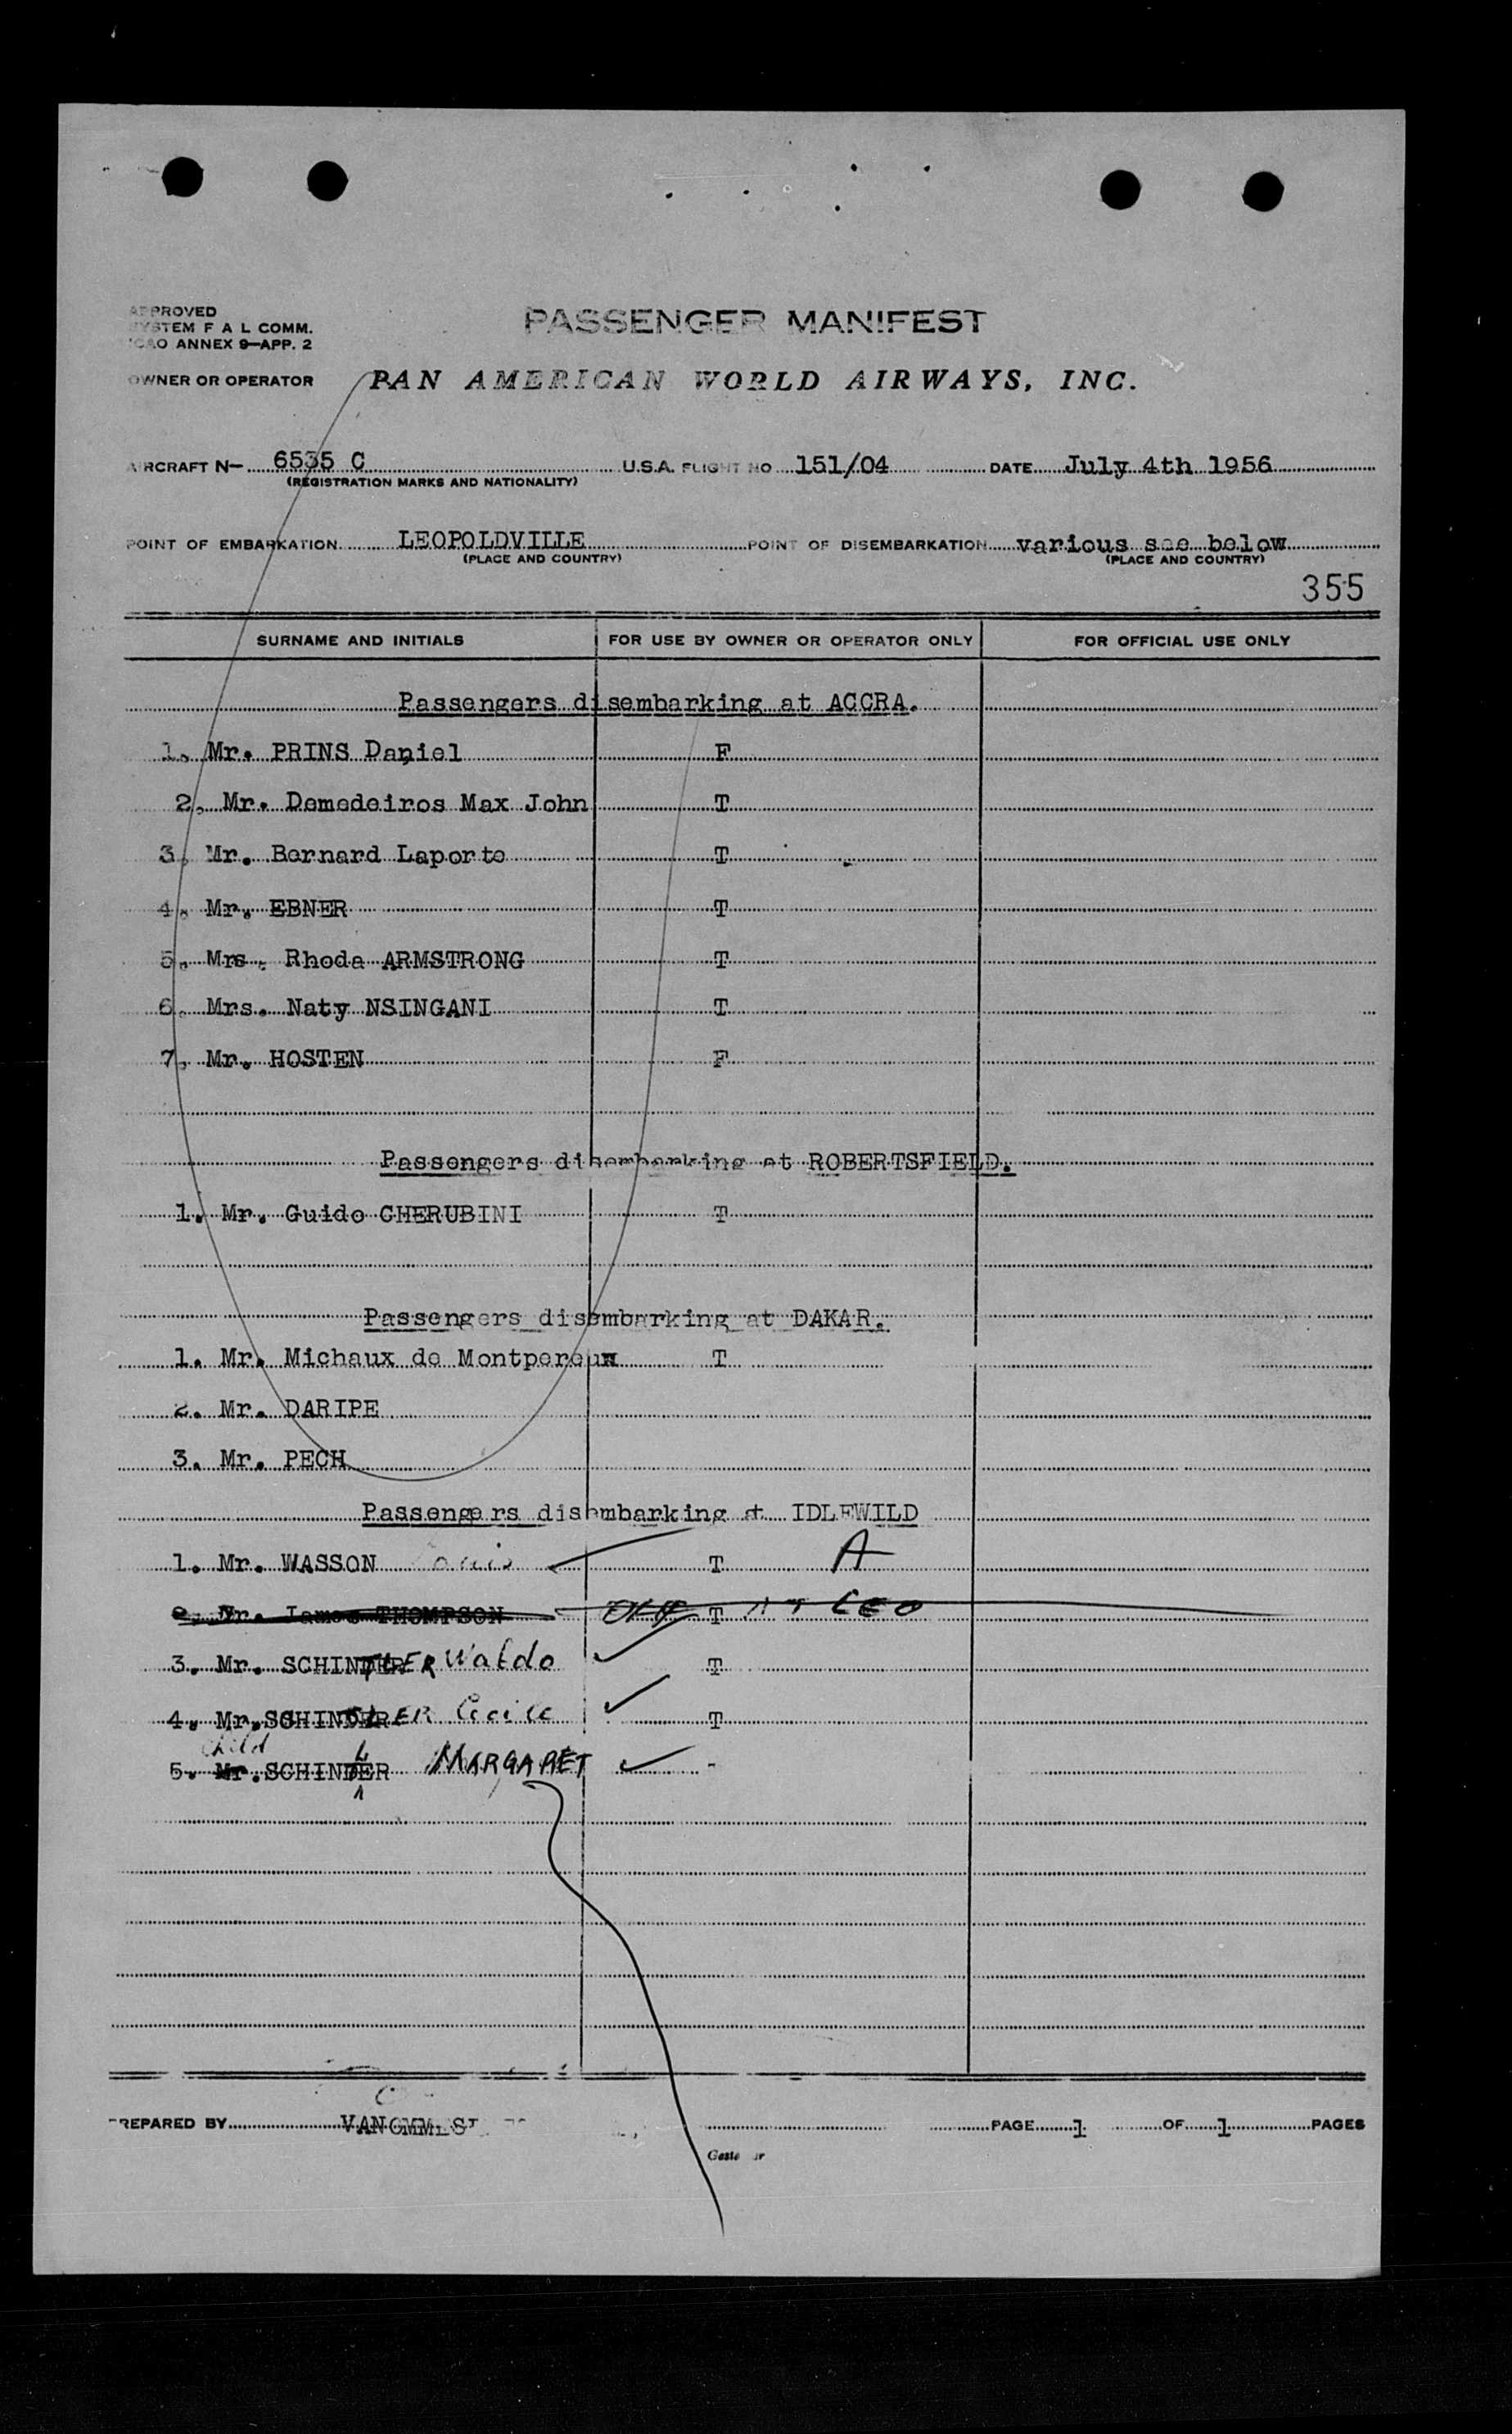 APPROVED
SYSTEM F A L COMM.
ICAO ANNEX 9—APP. 2
PASSENGER MANIFEST
OWNER OR OPERATOR PAN AMERICAN WORLD AIRWAYS, INC.
AIRCRAFT N— 6535 C U.S.A. FLIGHT NO 151/04 DATE July 4th 1956
(REGISTRATION MARKS AND NATIONALITY)
POINT OF EMBARKATION LEOPOLDVILLE POINT OF DISEMBARKATION various see below
(PLACE AND COUNTRY) (PLACE AND COUNTRY)
355
SURNAME AND INITIALS FOR USE BY OWNER OR OPERATOR ONLY FOR OFFICIAL USE ONLY
Passengers disembarking at ACCRA.
1. Mr. PRINS Daniel F
2. Mr. Demedeiros Max John T
3. Mr. Bernard Laporte T
4. Mr. EBNER T
5. Mrs. Rhoda ARMSTRONG T
6. Mrs. Naty NSINGANI T
7. Mr. HOSTEN F
Passengers disembarking at ROBERTSFIELD.
1. Mr. Guido CHERUBINI T
Passengers disembarking at DAKAR.
1. Mr. Michaux de T
2. Mr. DARIPE
3. Mr. PECH
Passengers disembarking at IDLEWILD
1. Mr. WASSON Louis T A
2. Mr. James THOMPSON OFF T AT LEO
3. Mr. SCHINDLER Waldo T
4. Mr. SCHINDLER Cecile T
child
5. Mr. SCHINDLER MARGARET -
PREPARED BY PAGE 1 OF 1 PAGES